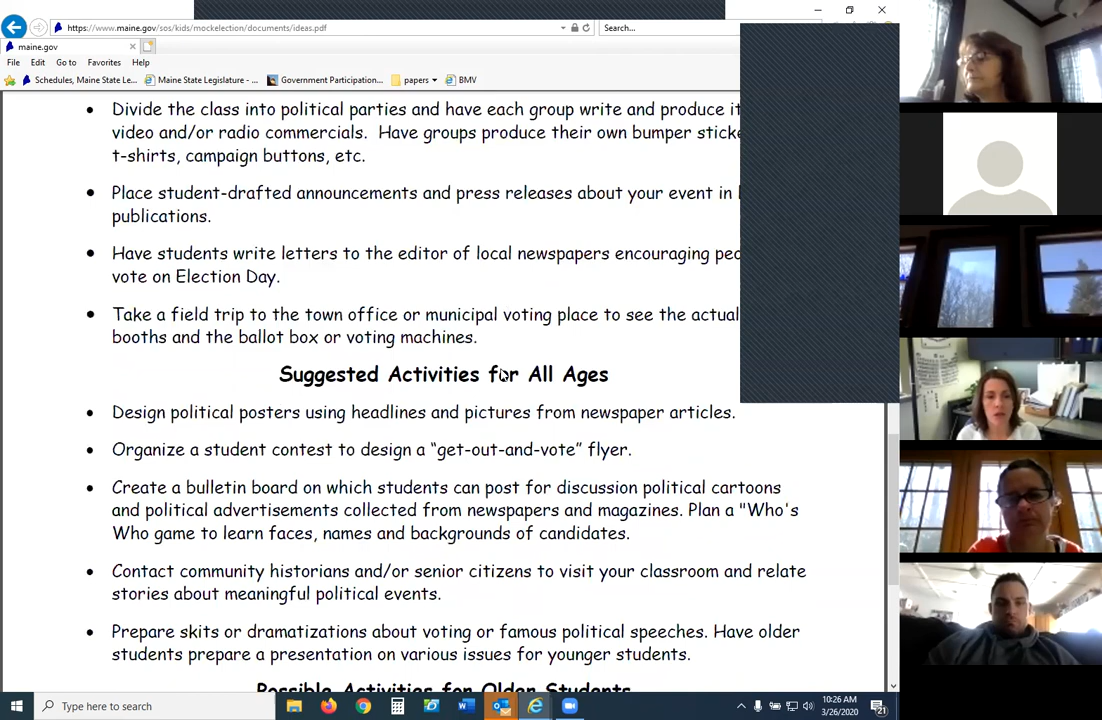 https://www.maine.gov/sos/kids/mockelection/documents/ideas.pdf
Search...
maine.gov
File Edit Go to Favorites Help
Schedules, Maine State Le... Maine State Legislature - ... Government Participation... papers BMV
• Divide the class into political parties and have each group write and produce it
video and/or radio commercials. Have groups produce their own bumper sticke
t-shirts, campaign buttons, etc.
• Place student-drafted announcements and press releases about your event in
publications.
• Have students write letters to the editor of local newspapers encouraging peo
vote on Election Day.
• Take a field trip to the town office or municipal voting place to see the actual
booths and the ballot box or voting machines.
Suggested Activities for All Ages
• Design political posters using headlines and pictures from newspaper articles.
• Organize a student contest to design a “get-out-and-vote” flyer.
• Create a bulletin board on which students can post for discussion political cartoons
and political advertisements collected from newspapers and magazines. Plan a "Who's
Who game to learn faces, names and backgrounds of candidates.
• Contact community historians and/or senior citizens to visit your classroom and relate
stories about meaningful political events.
• Prepare skits or dramatizations about voting or famous political speeches. Have older
students prepare a presentation on various issues for younger students.
Possible Activities for Older Students
Type here to search
10:26 AM
3/26/2020
21